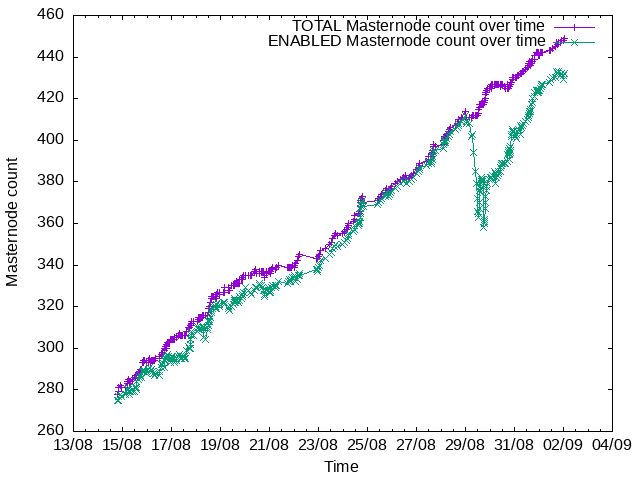 TOTAL Masternode count over time
ENABLED Masternode count over time
460
440
420
400
380
360
340
320
300
280
260
Masternode count
13/08 15/08 17/08 19/08 21/08 23/08 25/08 27/08 29/08 31/08 02/09 04/09
Time